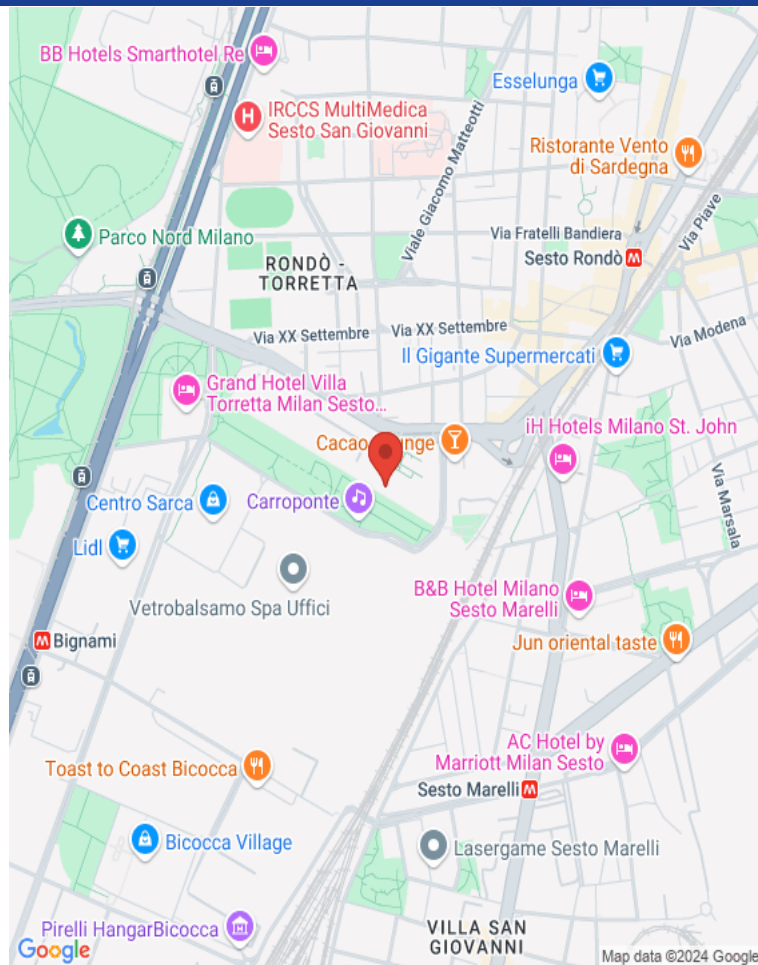 BB Hotels Smarthotel Re
Esselunga
IRCCS MultiMedica
Sesto San Giovanni
H
Viale Giacomo Matteotti
Ristorante Vento
di Sardegna
Via Piave
Parco Nord Milano
Via Fratelli Bandiera
Sesto Rondò M
RONDÒ -
TORRETTA
Via XX Settembre
Via XX Settembre
Via Modena
Il Gigante Supermercati
Grand Hotel Villa
Torretta Milan Sesto...
Cacao
nge
iH Hotels Milano St. John
Via Marsala
Centro Sarca
Carroponte
Lidl
Vetrobalsamo Spa Uffici
B&B Hotel Milano
Sesto Marelli
M Bignami
Jun oriental taste
AC Hotel by
Marriott Milan Sesto
Toast to Coast Bicocca
Sesto Marelli M
Bicocca Village
Lasergame Sesto Marelli
Pirelli HangarBicocca
VILLA SAN
GIOVANNI
Google
Map data ©2024 Google